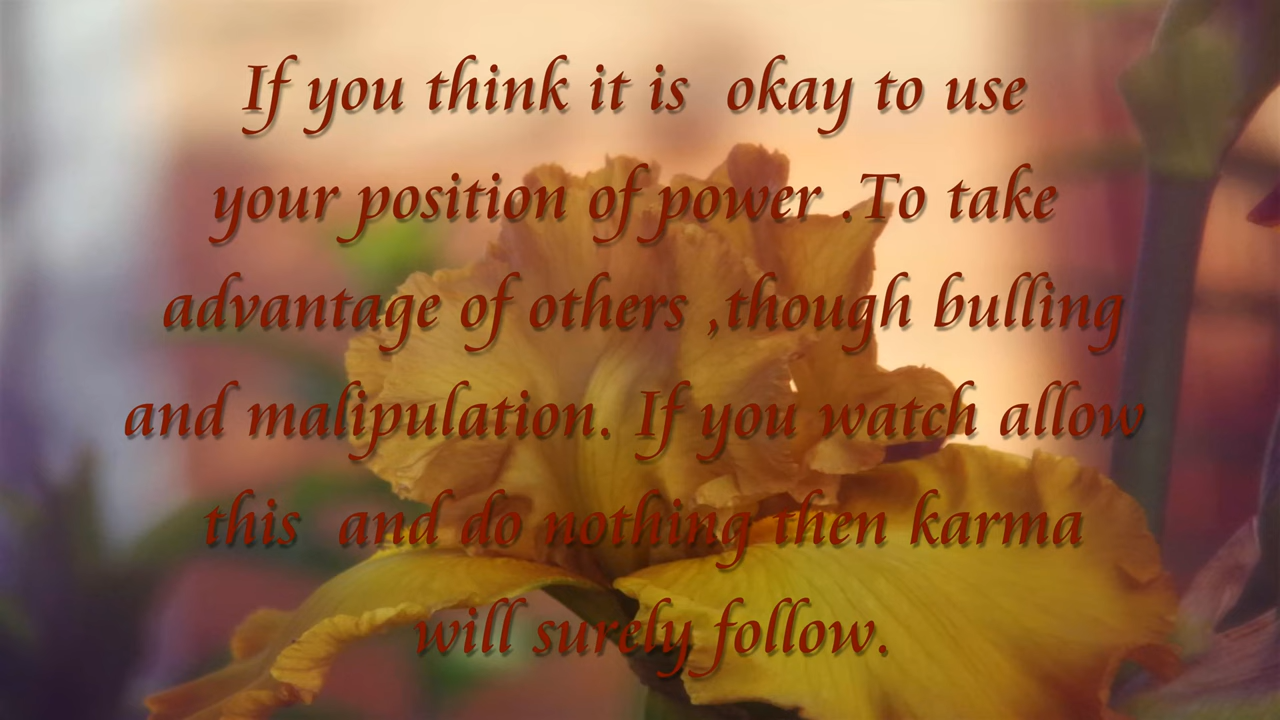 If you think it is  okay to use
your position of power .To take
advantage of others ,though bulling
and malipulation. If you watch allow
this  and do nothing then karma
will surely follow.